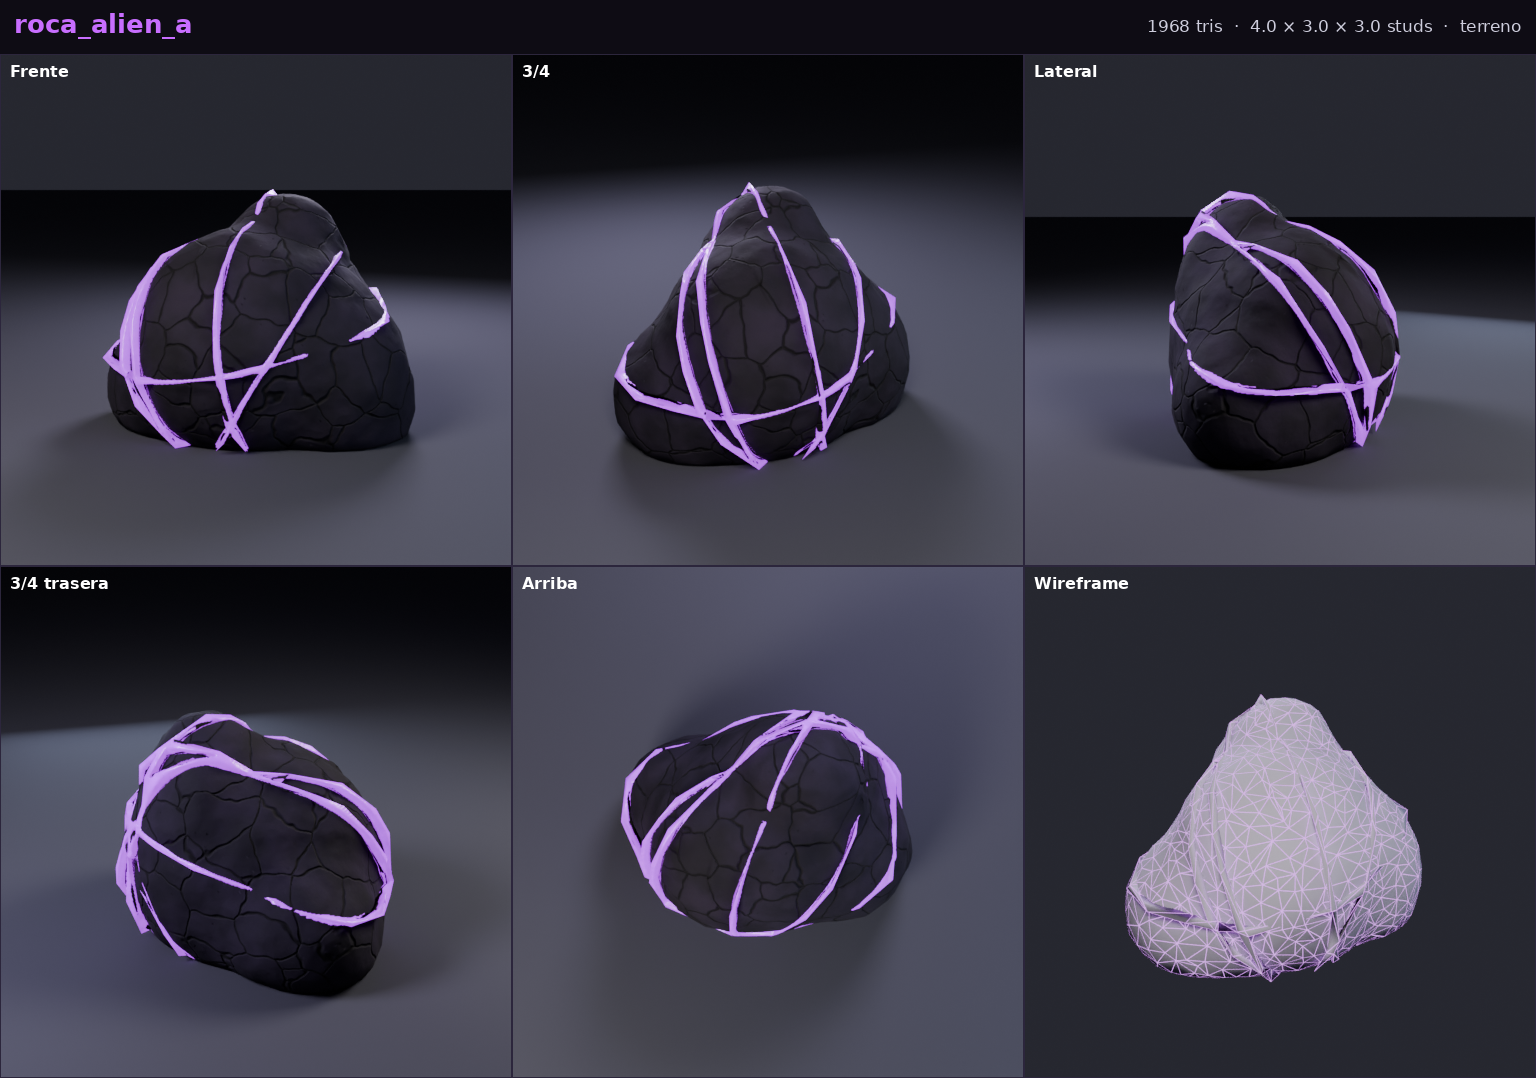 roca_alien_a
1968 tris · 4.0 × 3.0 × 3.0 studs · terreno
Frente
3/4
Lateral
3/4 trasera
Arriba
Wireframe